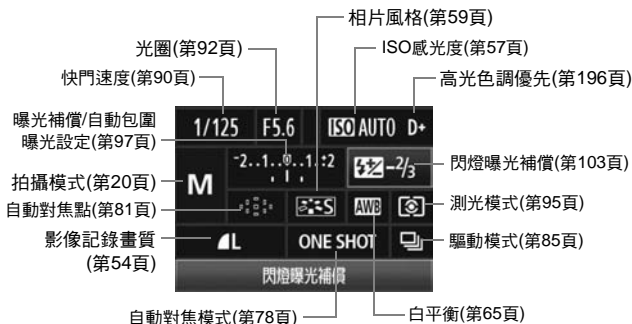 相片風格(第59頁)
光圈(第92頁)
ISO感光度(第57頁)
快門速度(第90頁)
高光色調優先(第196頁)
曝光補償/自動包圍
曝光設定(第97頁)
1/125 F5.6 ISO AUTO D+
-2..1..0..1..:2
-2/3
閃燈曝光補償(第103頁)
拍攝模式(第20頁)
M
自動對焦點(第81頁)
S
AWB
測光模式(第95頁)
影像記錄畫質
(第54頁)
L
ONE SHOT
驅動模式(第85頁)
閃燈曝光補償
自動對焦模式(第78頁)
白平衡(第65頁)